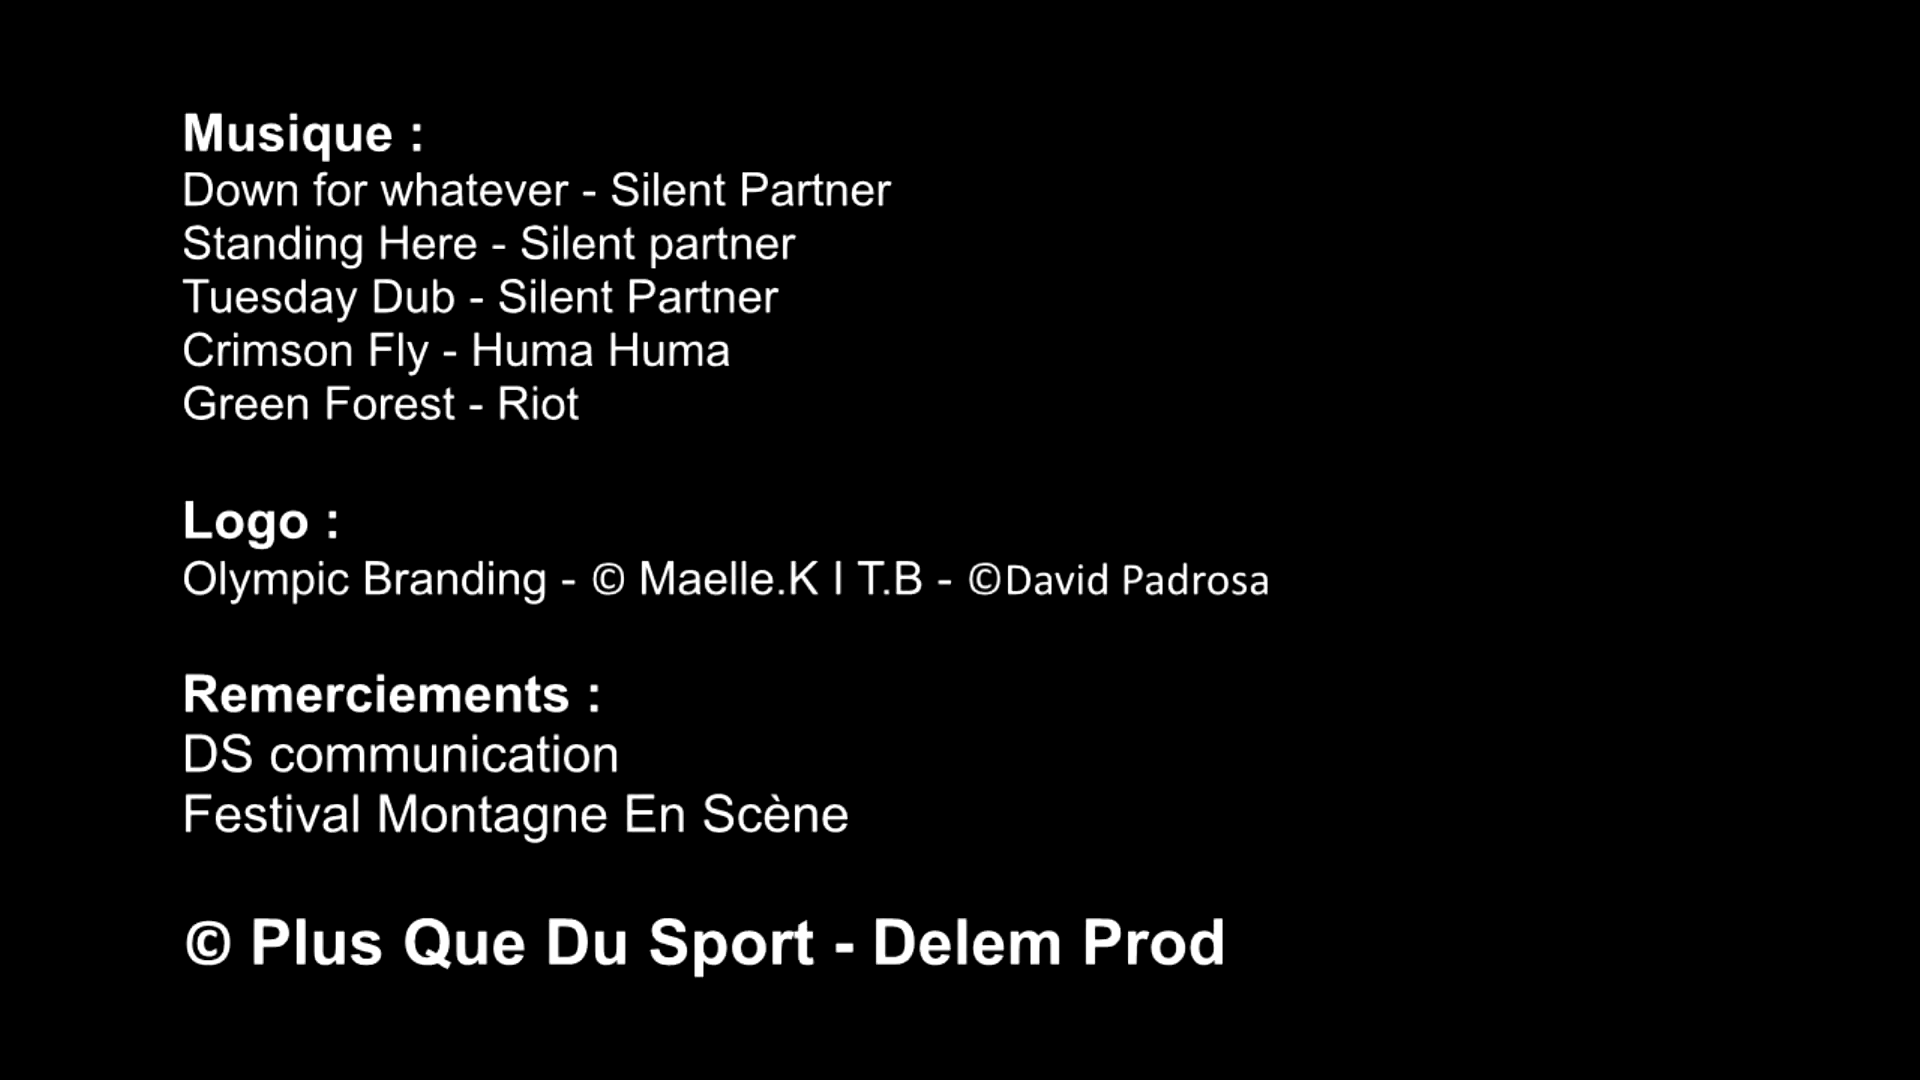 Musique :
Down for whatever - Silent Partner
Standing Here - Silent partner
Tuesday Dub - Silent Partner
Crimson Fly - Huma Huma
Green Forest - Riot
Logo :
Olympic Branding - © Maelle.K I T.B - ©David Padrosa
Remerciements :
DS communication
Festival Montagne En Scène
© Plus Que Du Sport - Delem Prod